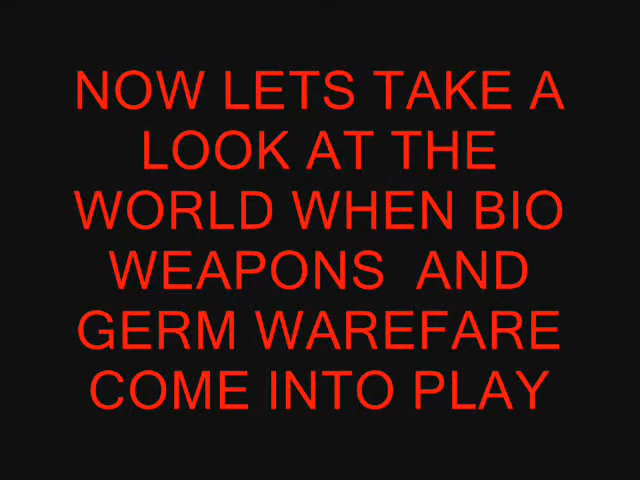 NOW LETS TAKE A
LOOK AT THE
WORLD WHEN BIO
WEAPONS  AND
GERM WAREFARE
COME INTO PLAY